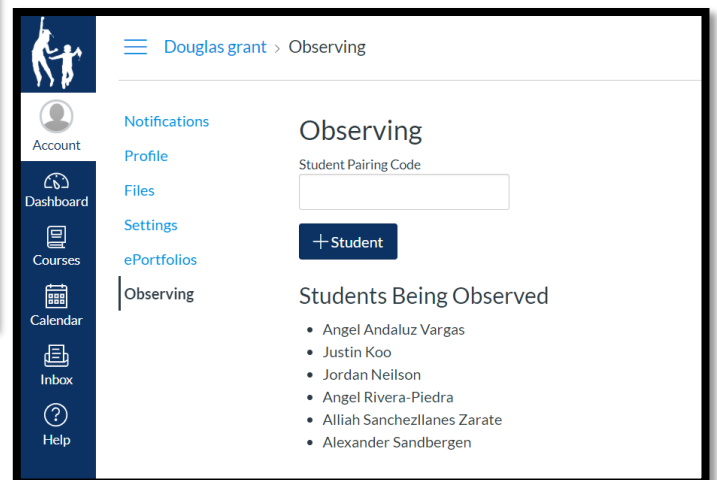 Douglas grant > Observing
Account
Dashboard
Courses
Calendar
Inbox
Help
Notifications
Profile
Files
Settings
ePortfolios
Observing
Observing
Student Pairing Code
+Student
Students Being Observed
• Angel Andaluz Vargas
• Justin Koo
• Jordan Neilson
• Angel Rivera-Piedra
• Alliah Sanchezllanes Zarate
• Alexander Sandbergen